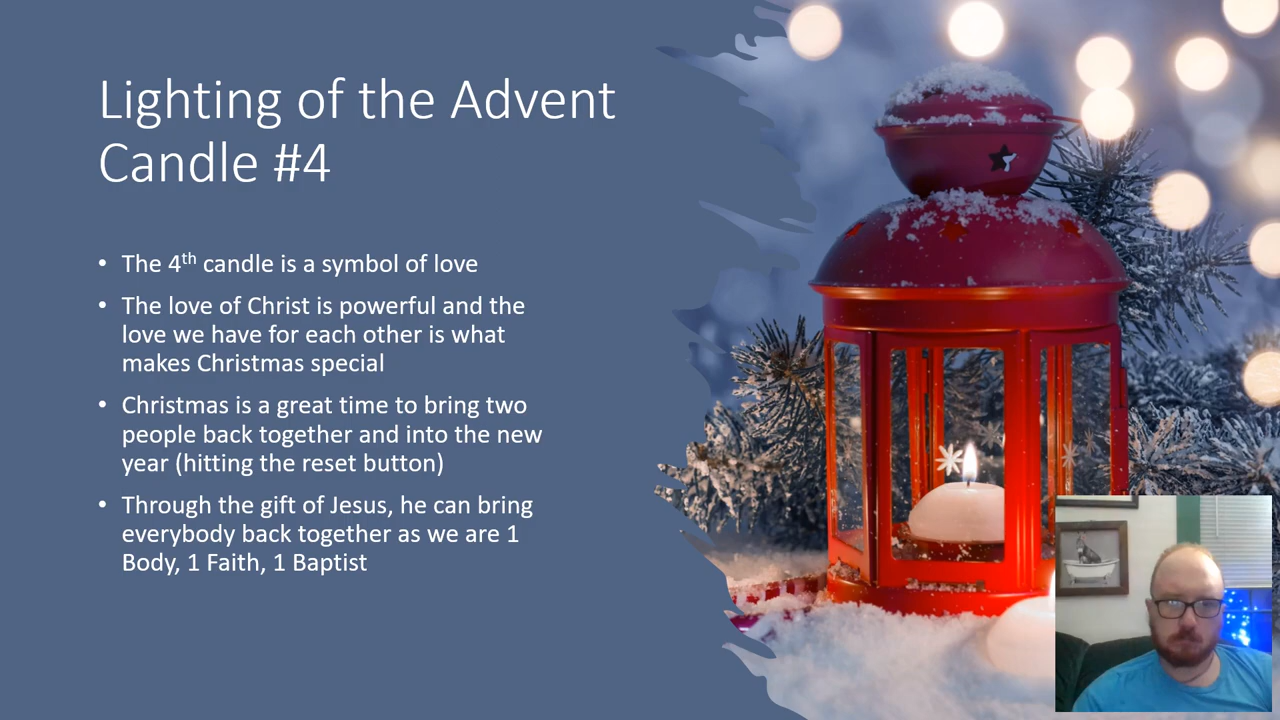 Lighting of the Advent
Candle #4
• The 4th candle is a symbol of love
• The love of Christ is powerful and the
love we have for each other is what
makes Christmas special
• Christmas is a great time to bring two
people back together and into the new
year (hitting the reset button)
• Through the gift of Jesus, he can bring
everybody back together as we are 1
Body, 1 Faith, 1 Baptist